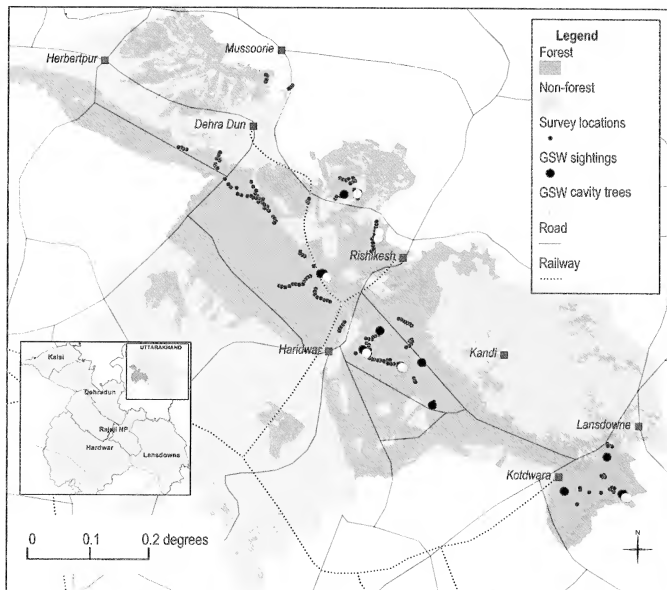 Mussoorie
Herbertpur
Dehra Dun
Rishikesh
Haridwar
Kandi
Lansdowne
Kotdwara
Legend
Forest
Non-forest
Survey locations
GSW sightings
GSW cavity trees
Road
Railway
UTTARAKHAND
Kalsi
Dehradun
Rajaji NP
Hardwar
Lansdowne
0 0.1 0.2 degrees
N